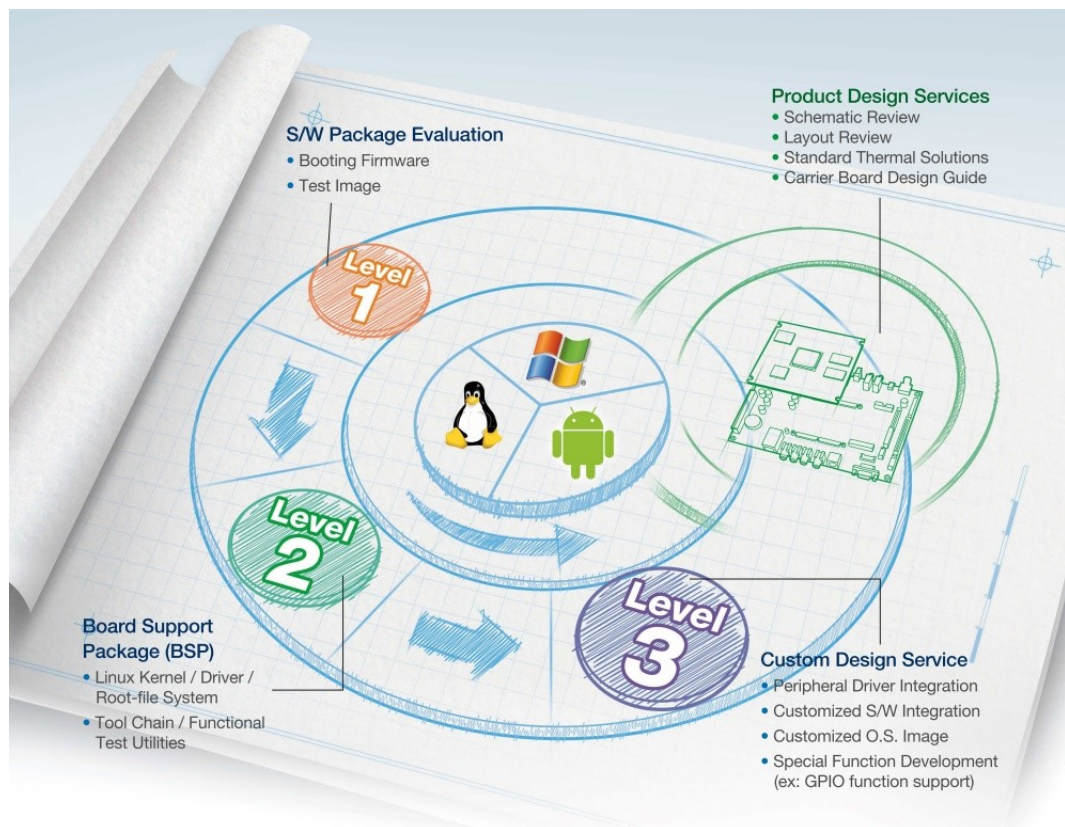 S/W Package Evaluation
• Booting Firmware
• Test Image
Product Design Services
• Schematic Review
• Layout Review
• Standard Thermal Solutions
• Carrier Board Design Guide
Level
1
Level
2
Level
3
Board Support
Package (BSP)
• Linux Kernel / Driver /
Root-file System
• Tool Chain / Functional
Test Utilities
Custom Design Service
• Peripheral Driver Integration
• Customized S/W Integration
• Customized O.S. Image
• Special Function Development
(ex: GPIO function support)